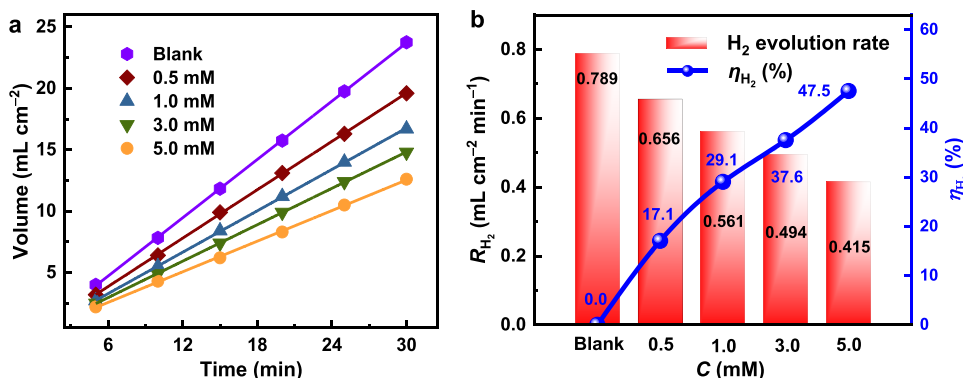 a
Volume (mL cm⁻²)
25
20
15
10
5
Blank
0.5 mM
1.0 mM
3.0 mM
5.0 mM
6 12 18 24 30
Time (min)
b
R_H₂ (mL cm⁻² min⁻¹)
0.8
0.6
0.4
0.2
0.0
H₂ evolution rate
η_H₂ (%)
0.789
0.656
0.561
0.494
0.415
0.0
17.1
29.1
37.6
47.5
60
50
40
30
20
10
0
η_H (%)
Blank 0.5 1.0 3.0 5.0
C (mM)